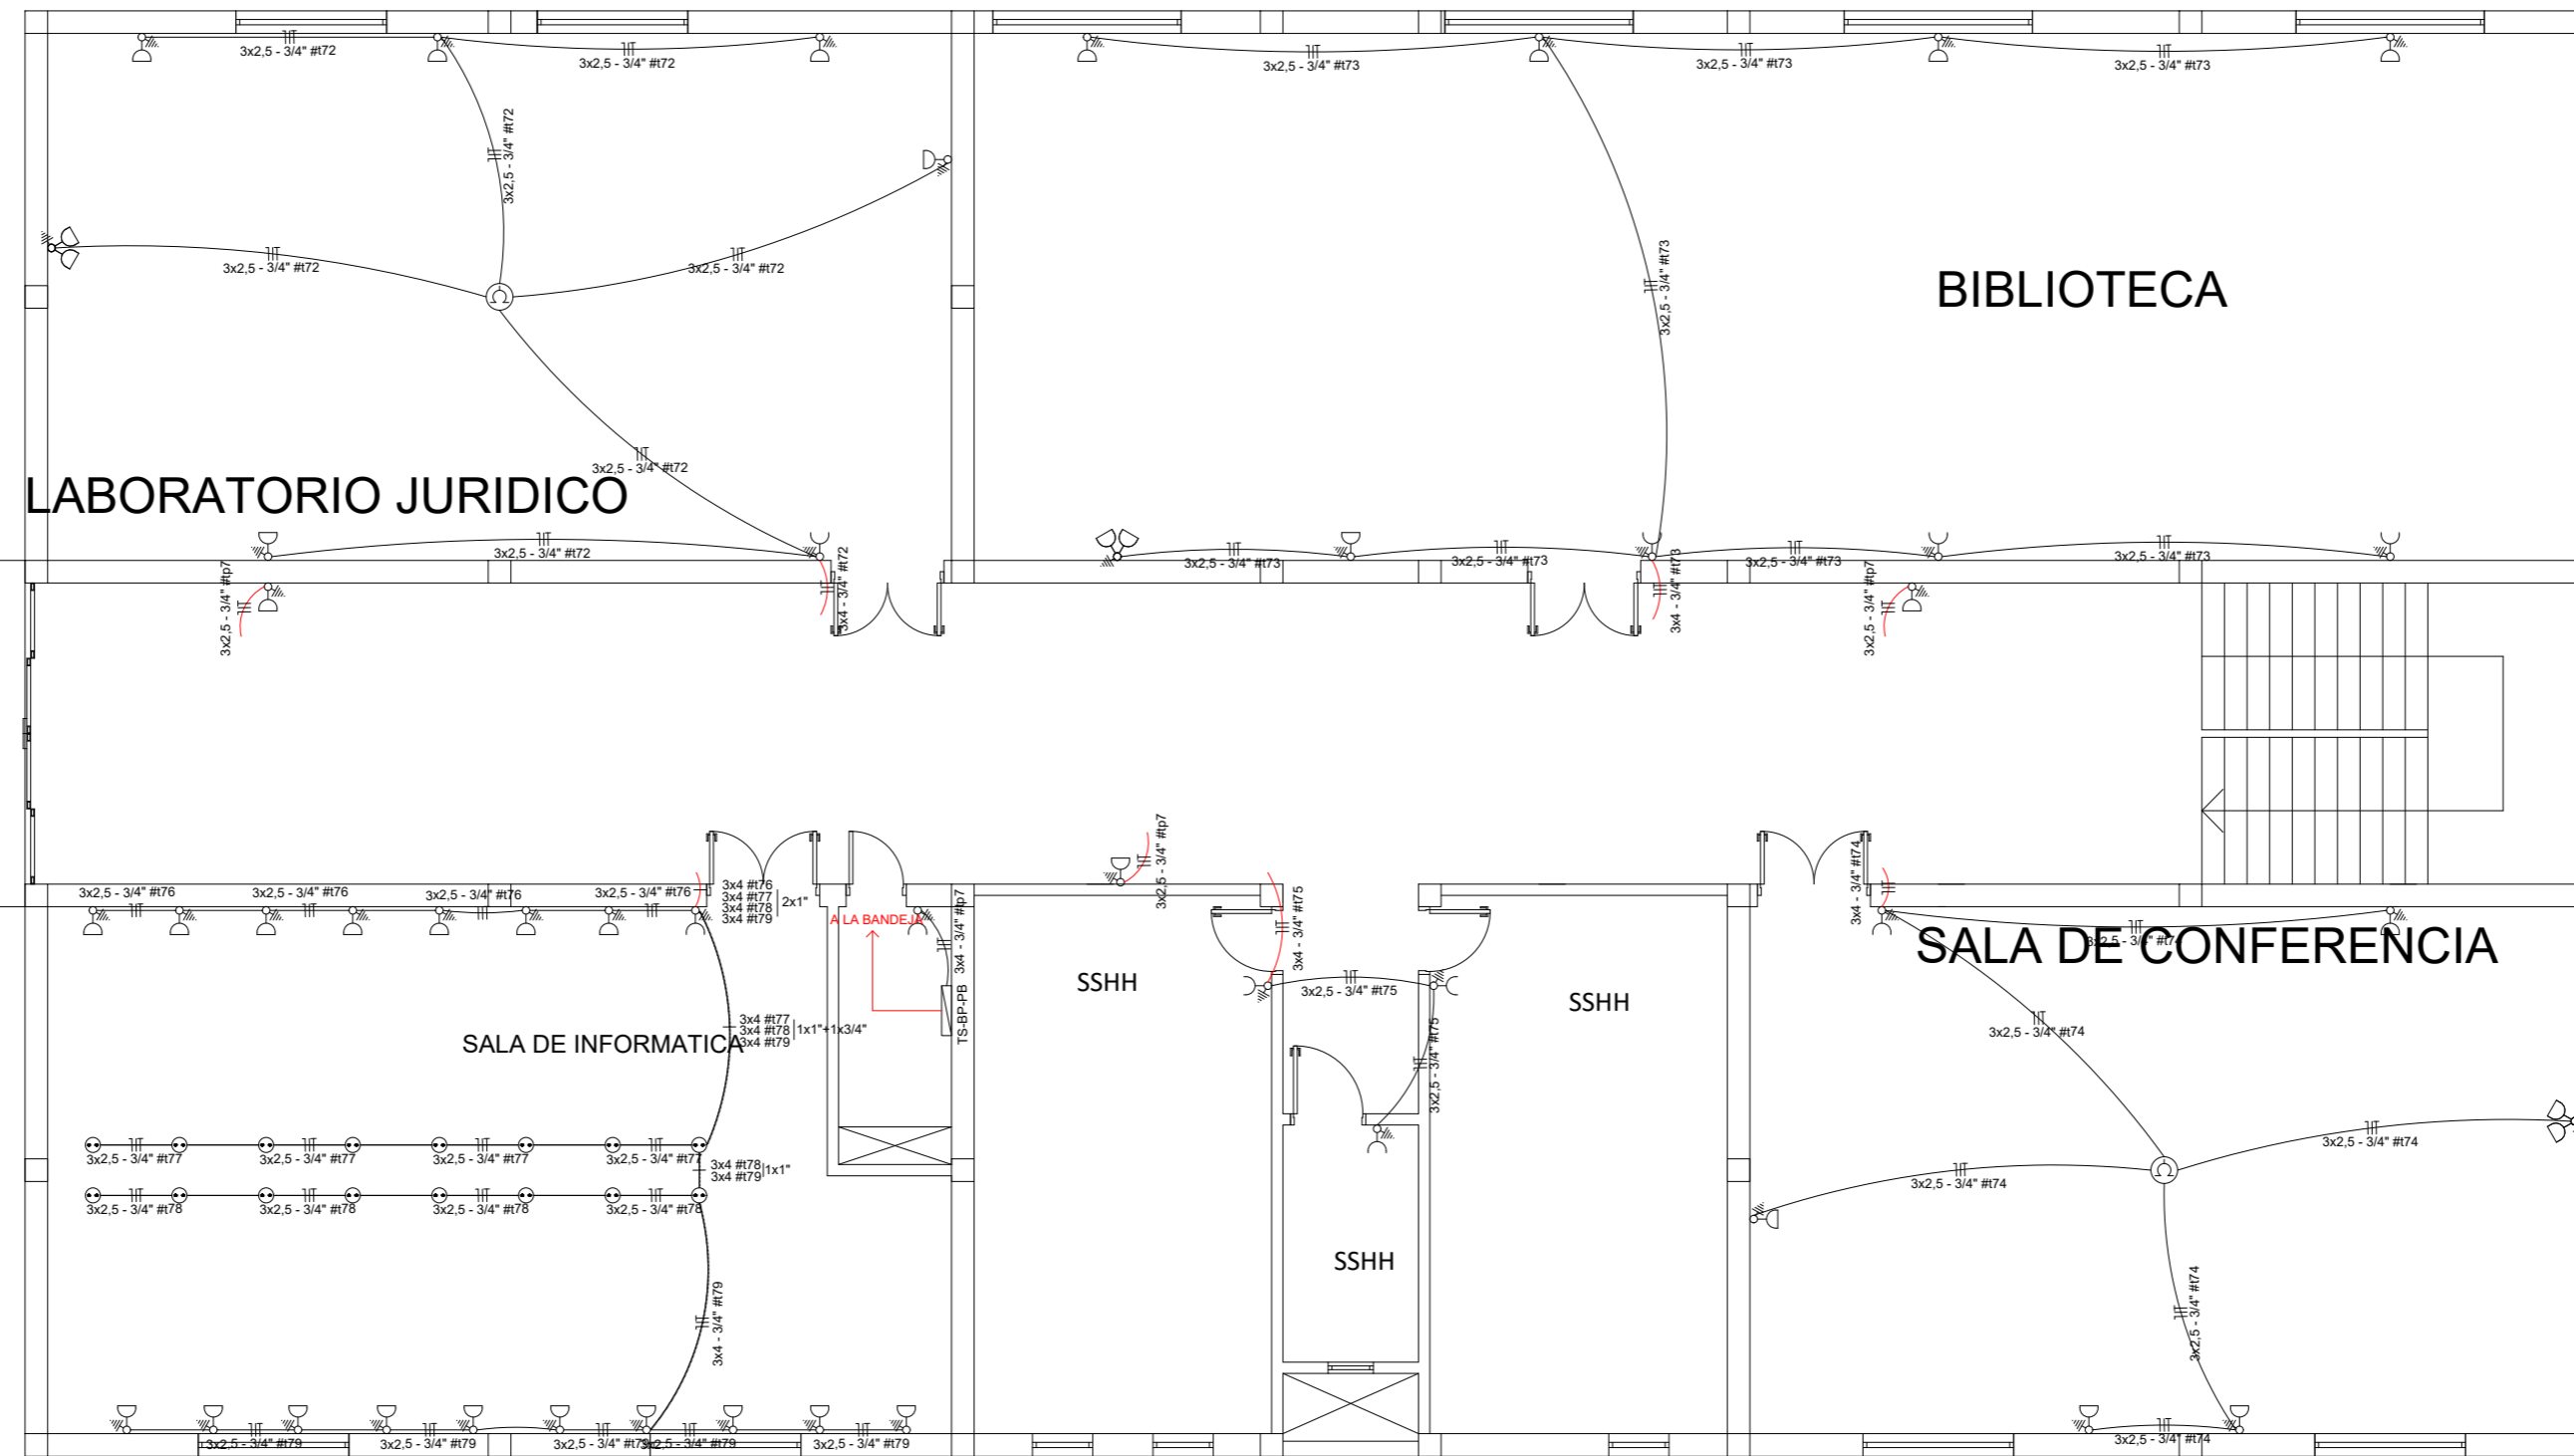 3x2,5 - 3/4" #t72
3x2,5 - 3/4" #t72
3x2,5 - 3/4" #t73
3x2,5 - 3/4" #t73
3x2,5 - 3/4" #t73
3x2,5 - 3/4" #t72
3x2,5 - 3/4" #t72
3x2,5 - 3/4" #t72
3x2,5 - 3/4" #t73
BIBLIOTECA
3x2,5 - 3/4" #t72
LABORATORIO JURIDICO
3x2,5 - 3/4" #t72
3x4 - 3/4" #t72
3x2,5 - 3/4" #t73
3x2,5 - 3/4" #t73
3x4 - 3/4" #t73
3x2,5 - 3/4" #t73
3x2,5 - 3/4" #t73
3x2,5 - 3/4" #tp7
3x2,5 - 3/4" #tp7
3x2,5 - 3/4" #tp7
3x2,5 - 3/4" #t76
3x2,5 - 3/4" #t76
3x2,5 - 3/4" #t76
3x2,5 - 3/4" #t76
3x4 #t76
3x4 #t77
3x4 #t78
3x4 #t79
2x1"
A LA BANDEJA
3x4 - 3/4" #tp7
3x4 - 3/4" #t75
3x4 - 3/4" #t74
3x2,5 - 3/4" #t74
SALA DE CONFERENCIA
SSHH
3x2,5 - 3/4" #t75
SSHH
TS-BP-PB
3x4 #t77
3x4 #t78
3x4 #t79
1x1"+1x3/4"
SALA DE INFORMATICA
3x2,5 - 3/4" #t74
3x2,5 - 3/4" #t75
3x2,5 - 3/4" #t74
3x2,5 - 3/4" #t77
3x2,5 - 3/4" #t77
3x2,5 - 3/4" #t77
3x2,5 - 3/4" #t77
3x4 #t78
3x4 #t79
1x1"
3x2,5 - 3/4" #t74
3x2,5 - 3/4" #t78
3x2,5 - 3/4" #t78
3x2,5 - 3/4" #t78
3x2,5 - 3/4" #t78
SSHH
3x4 - 3/4" #t79
3x2,5 - 3/4" #t74
3x2,5 - 3/4" #t79
3x2,5 - 3/4" #t79
3x2,5 - 3/4" #t79
3x2,5 - 3/4" #t79
3x2,5 - 3/4" #t79
3x2,5 - 3/4" #t74